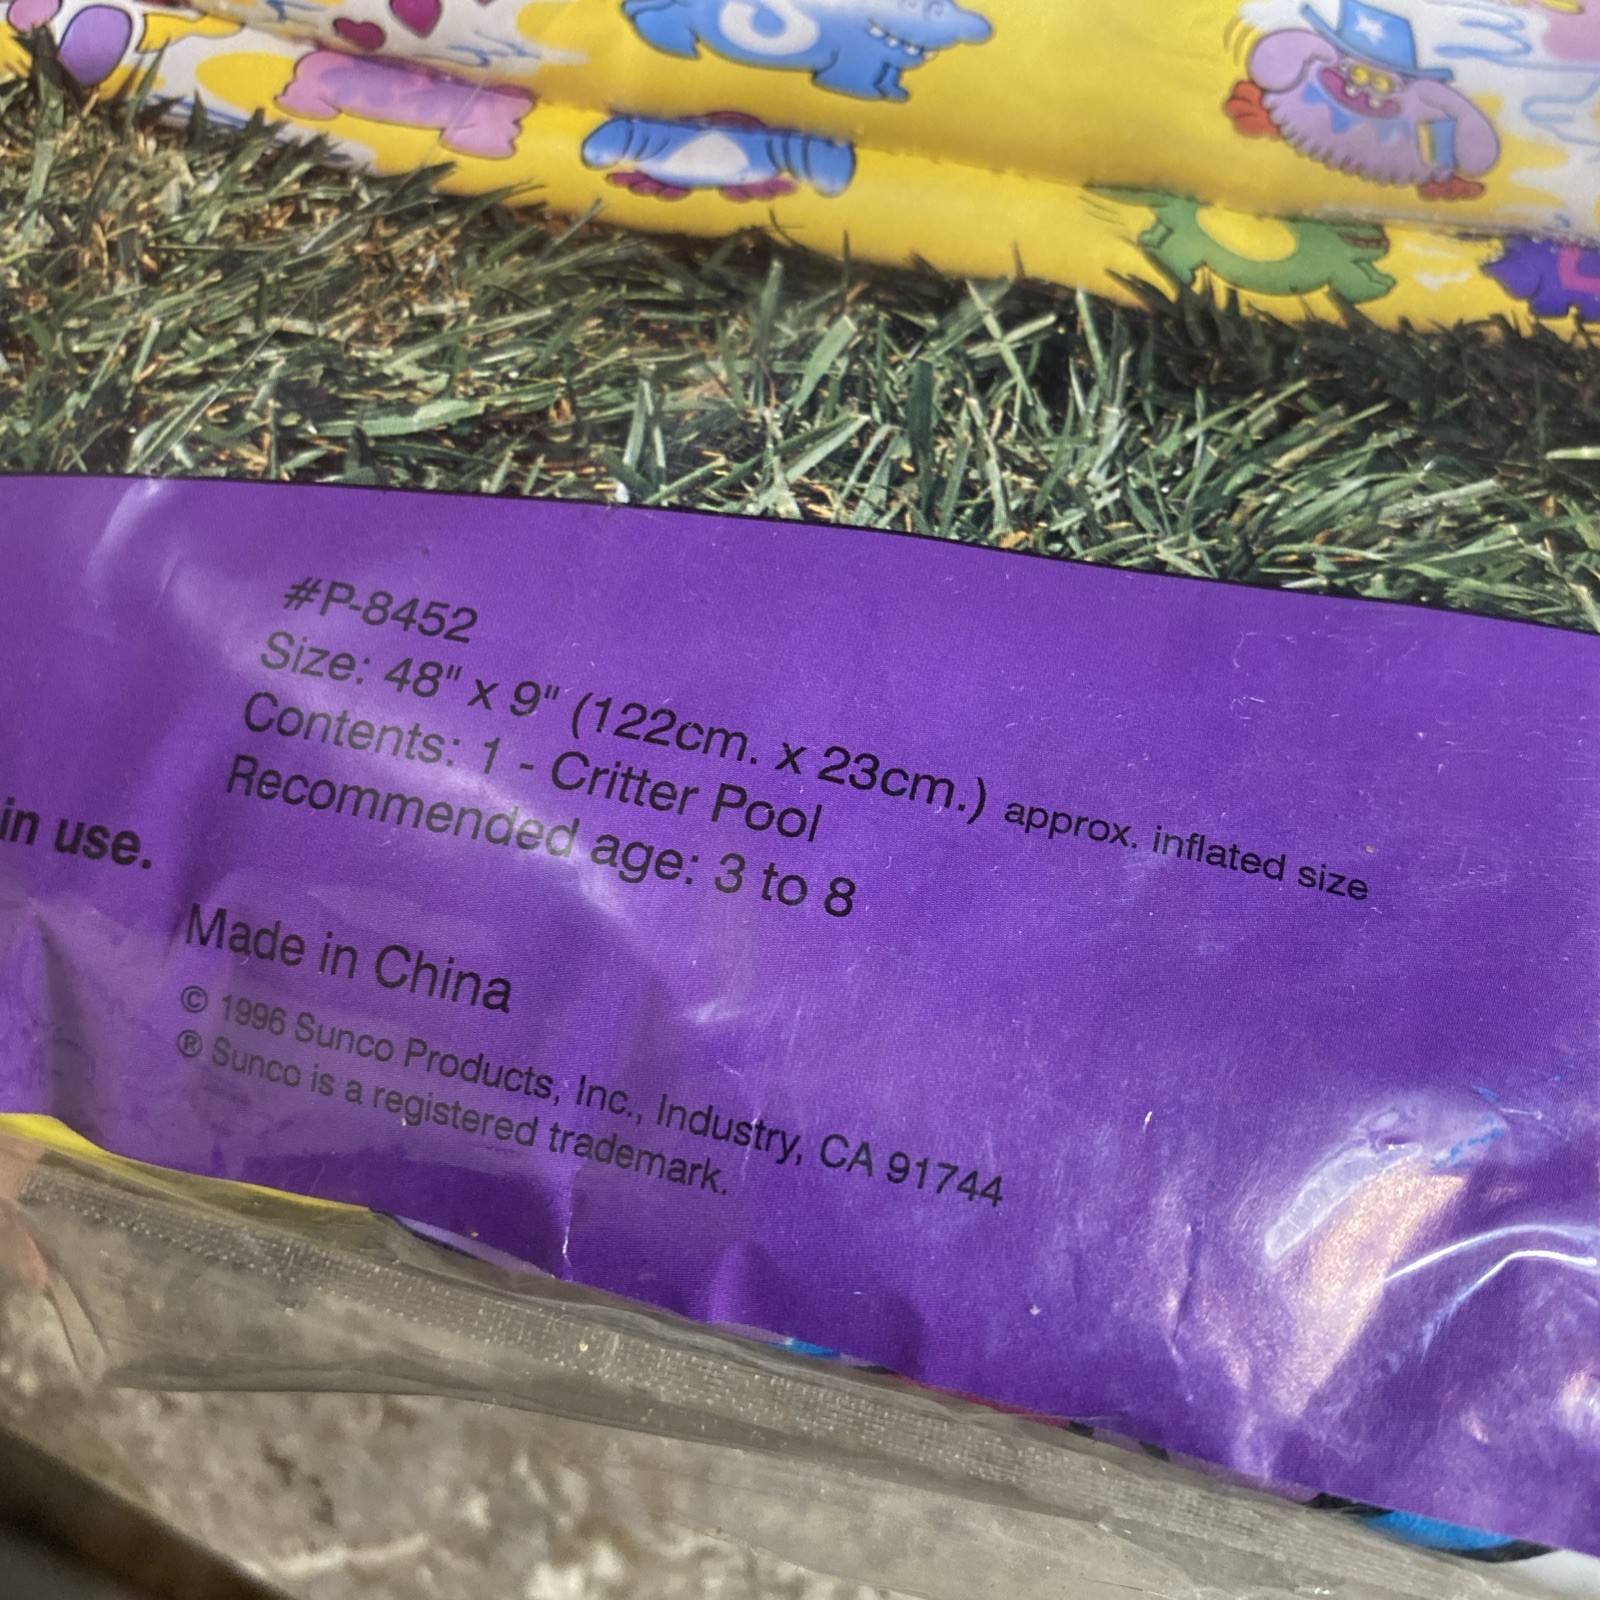 #P-8452
Size: 48" x 9" (122cm. x 23cm.) approx. inflated size
Contents: 1 - Critter Pool
Recommended age: 3 to 8
in use.
Made in China
© 1996 Sunco Products, Inc., Industry, CA 91744
® Sunco is a registered trademark.